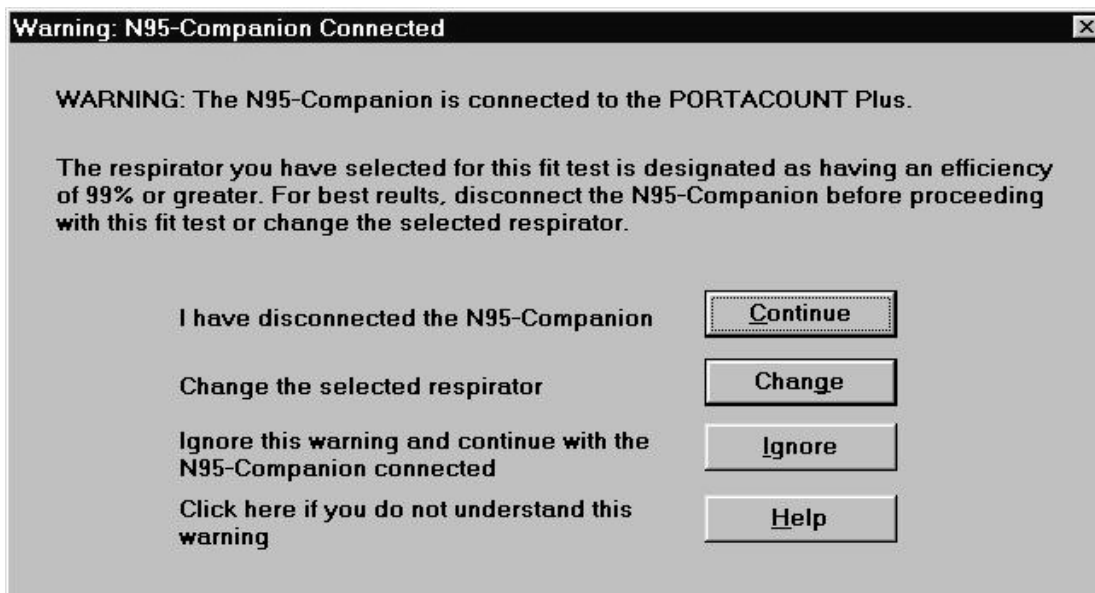 Warning: N95-Companion Connected
WARNING: The N95-Companion is connected to the PORTACOUNT Plus.
The respirator you have selected for this fit test is designated as having an efficiency
of 99% or greater. For best reults, disconnect the N95-Companion before proceeding
with this fit test or change the selected respirator.
I have disconnected the N95-Companion
Continue
Change the selected respirator
Change
Ignore this warning and continue with the
N95-Companion connected
Ignore
Click here if you do not understand this
warning
Help